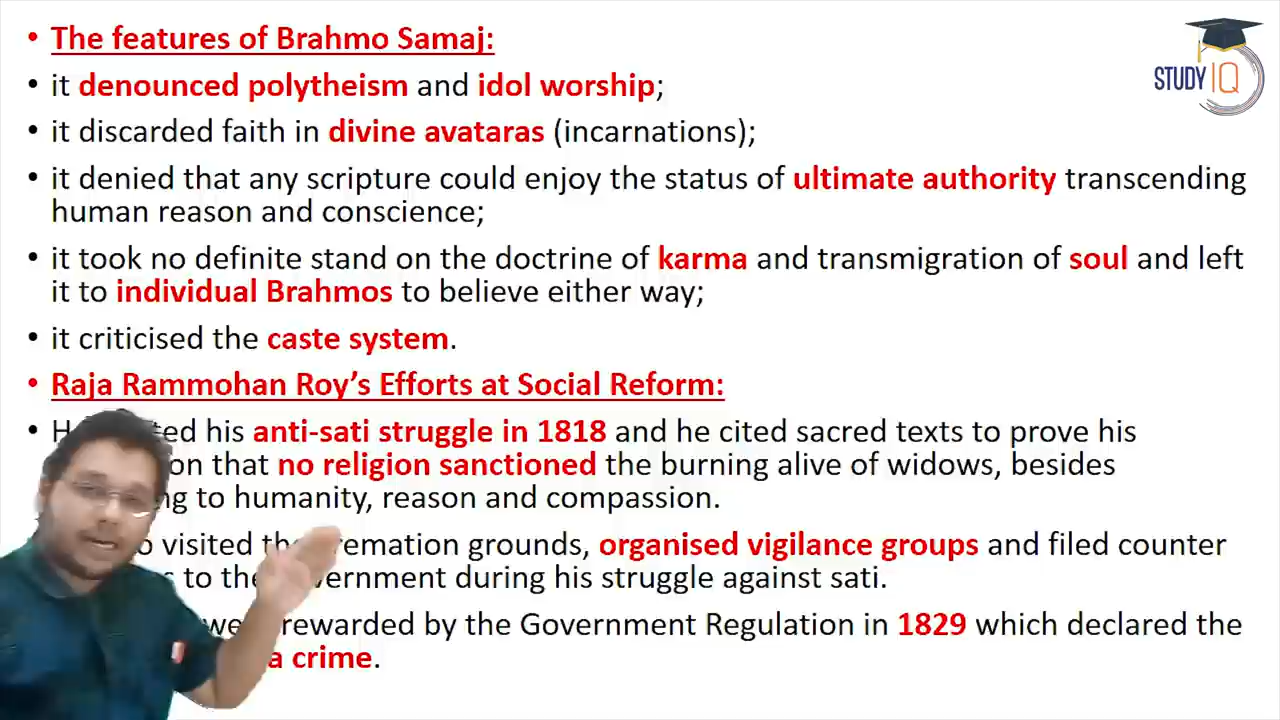 • The features of Brahmo Samaj:
• it denounced polytheism and idol worship;
• it discarded faith in divine avataras (incarnations);
• it denied that any scripture could enjoy the status of ultimate authority transcending
human reason and conscience;
• it took no definite stand on the doctrine of karma and transmigration of soul and left
it to individual Brahmos to believe either way;
• it criticised the caste system.
• Raja Rammohan Roy’s Efforts at Social Reform:
• his anti-sati struggle in 1818 and he cited sacred texts to prove his
that no religion sanctioned the burning alive of widows, besides
to humanity, reason and compassion.
visited the cremation grounds, organised vigilance groups and filed counter
to the government during his struggle against sati.
rewarded by the Government Regulation in 1829 which declared the
a crime.
STUDY IQ